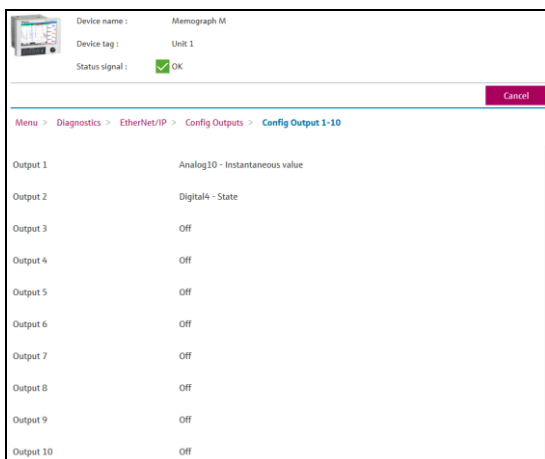 Device name : Memograph M
Device tag : Unit 1
Status signal : OK
Cancel
Menu > Diagnostics > EtherNet/IP > Config Outputs > Config Output 1-10
Output 1 Analog10 - Instantaneous value
Output 2 Digital4 - State
Output 3 Off
Output 4 Off
Output 5 Off
Output 6 Off
Output 7 Off
Output 8 Off
Output 9 Off
Output 10 Off